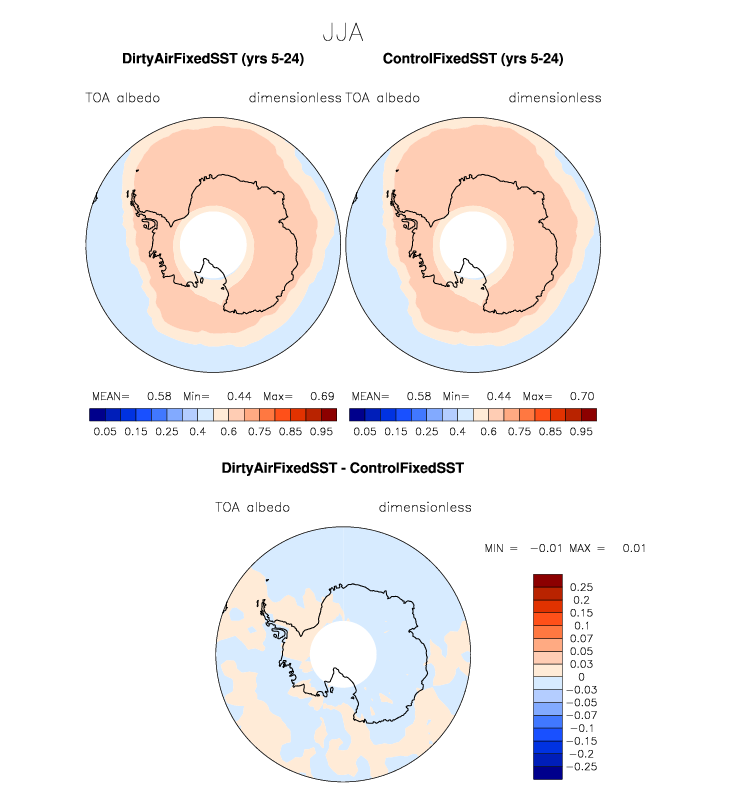 JJA
DirtyAirFixedSST (yrs 5-24) ControlFixedSST (yrs 5-24)
TOA albedo dimensionless TOA albedo dimensionless
MEAN= 0.58 Min= 0.44 Max= 0.69 MEAN= 0.58 Min= 0.44 Max= 0.70
0.05 0.15 0.25 0.4 0.6 0.75 0.85 0.95 0.05 0.15 0.25 0.4 0.6 0.75 0.85 0.95
DirtyAirFixedSST - ControlFixedSST
TOA albedo dimensionless
MIN = -0.01 MAX = 0.01
0.25
0.2
0.15
0.1
0.07
0.05
0.03
0
-0.03
-0.05
-0.07
-0.1
-0.15
-0.2
-0.25